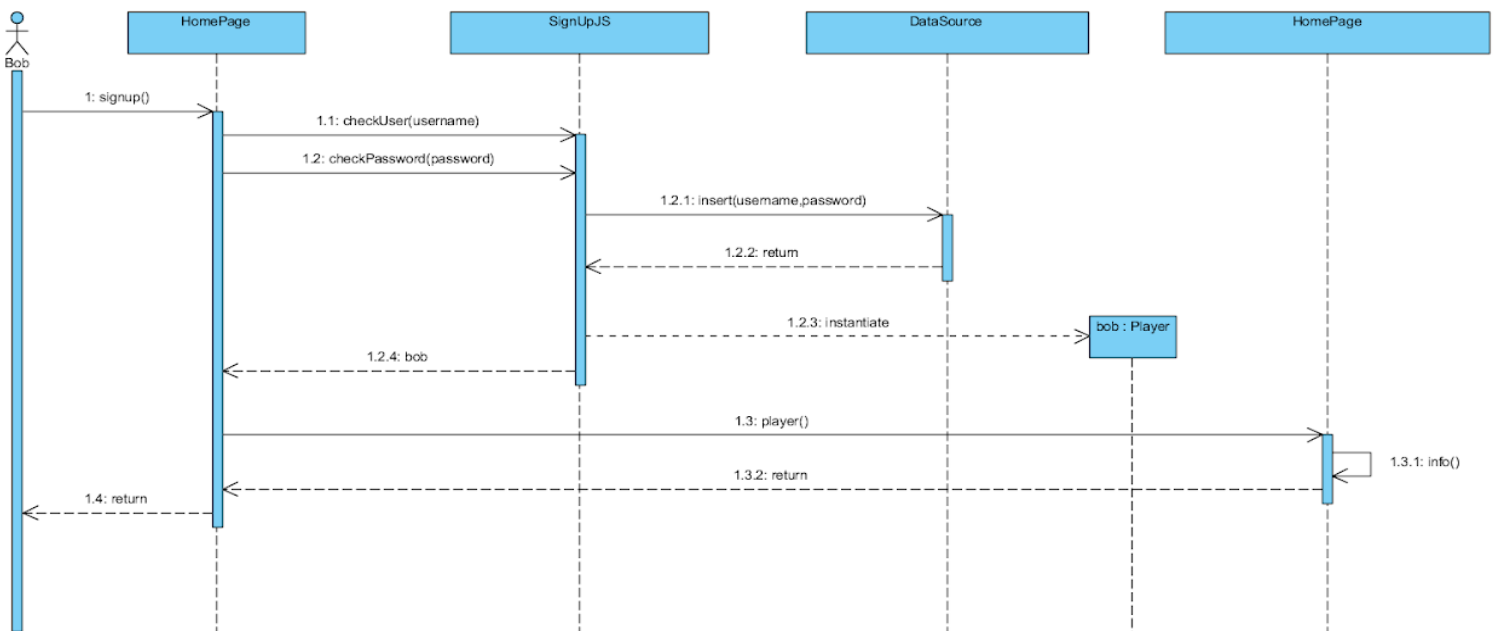 HomePage
SignUpJS
DataSource
HomePage
Bob
1: signup()
1.1: checkUser(username)
1.2: checkPassword(password)
1.2.1: insert(username,password)
1.2.2: return
1.2.3: instantiate
bob : Player
1.2.4: bob
1.3: player()
1.3.1: info()
1.3.2: return
1.4: return